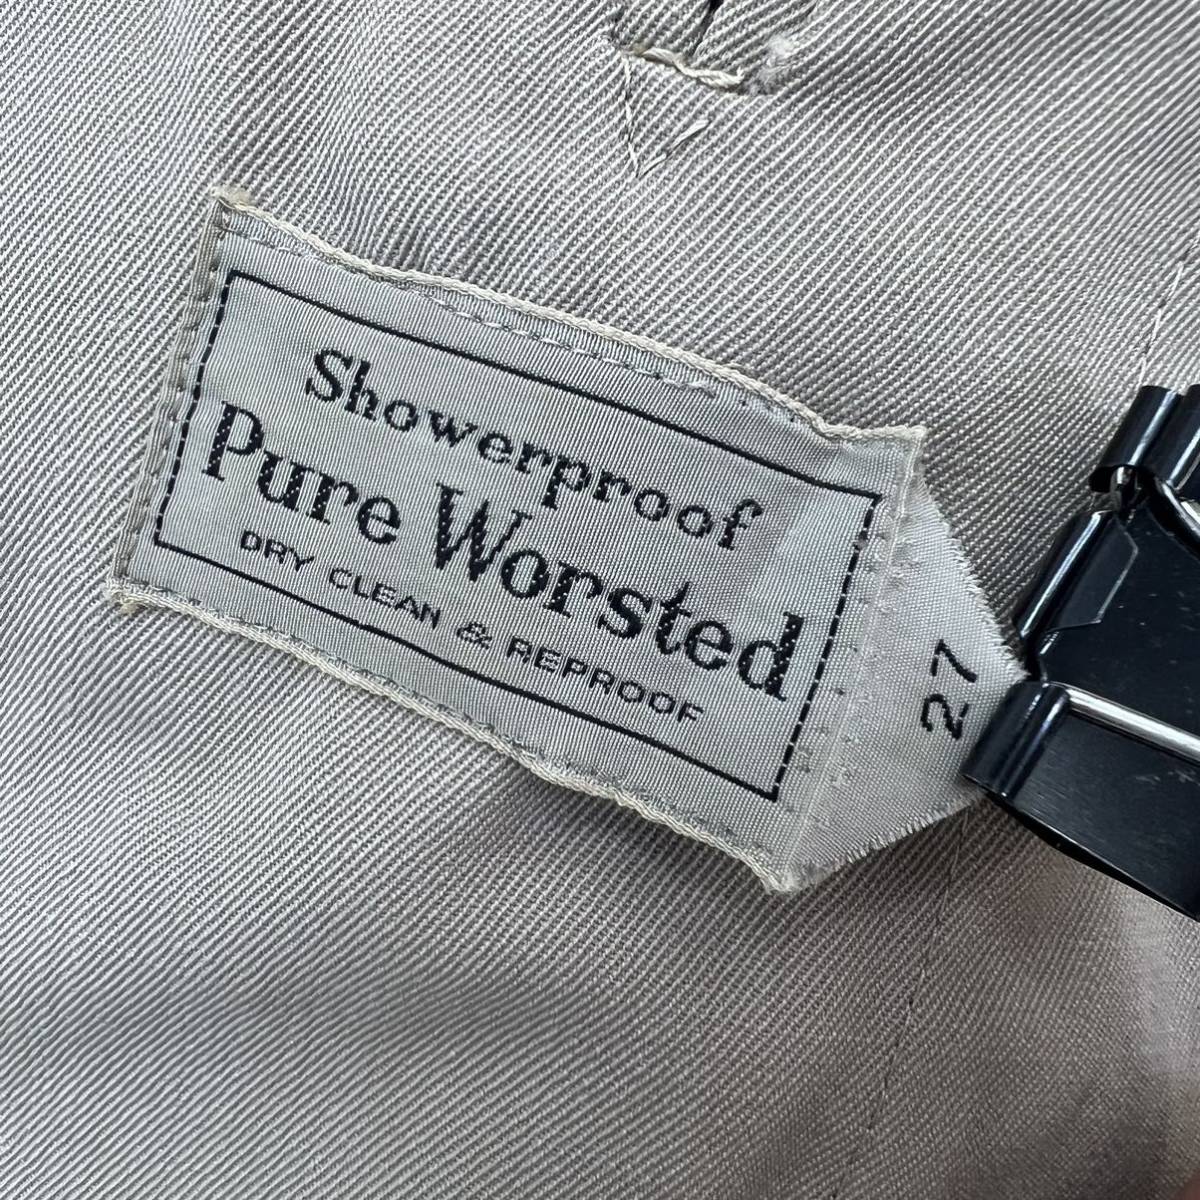 Showerproof
Pure Worsted
DRY CLEAN & REPROOF
27